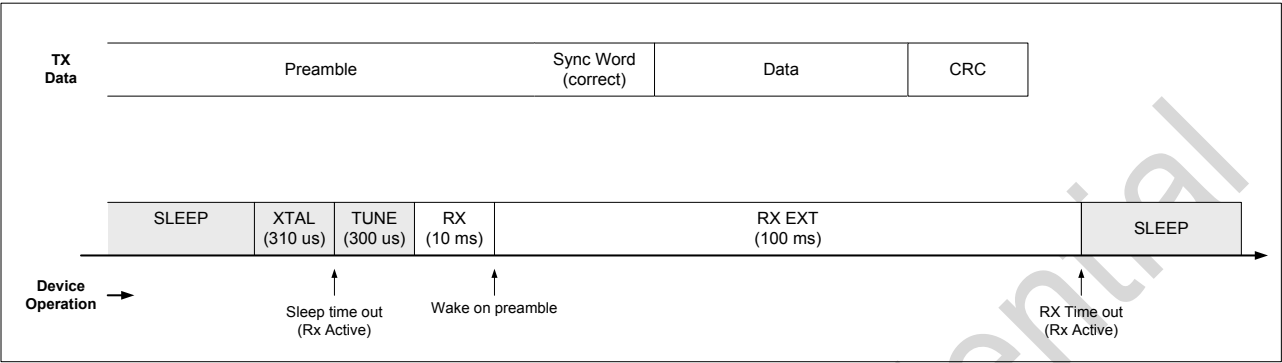 TX
Data
Preamble
Sync Word
(correct)
Data
CRC
SLEEP
XTAL
(310 us)
TUNE
(300 us)
RX
(10 ms)
RX EXT
(100 ms)
SLEEP
Device
Operation
Sleep time out
(Rx Active)
Wake on preamble
RX Time out
(Rx Active)
ential